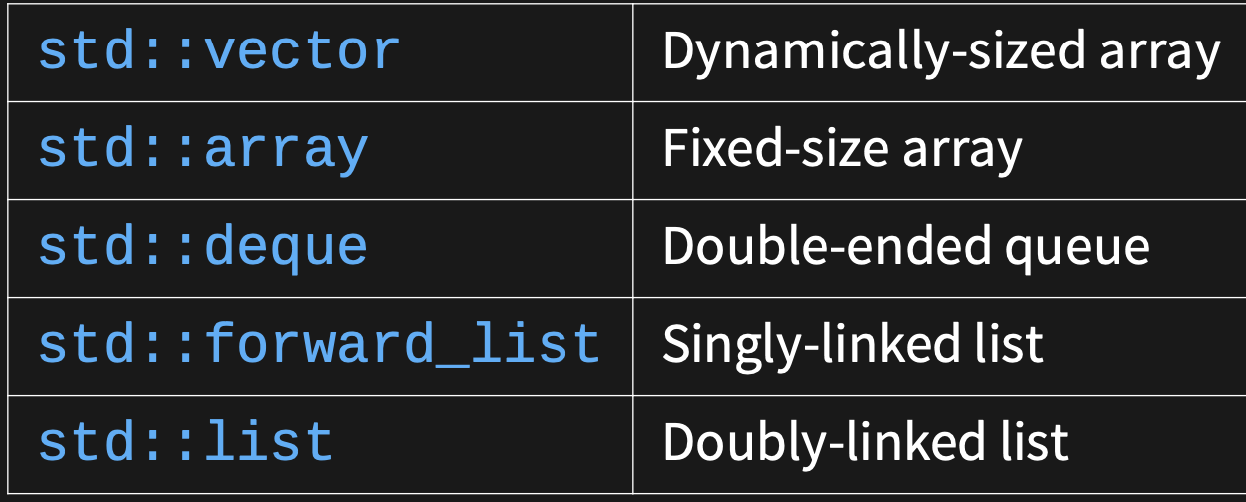 std::vector Dynamically-sized array
std::array Fixed-size array
std::deque Double-ended queue
std::forward_list Singly-linked list
std::list Doubly-linked list